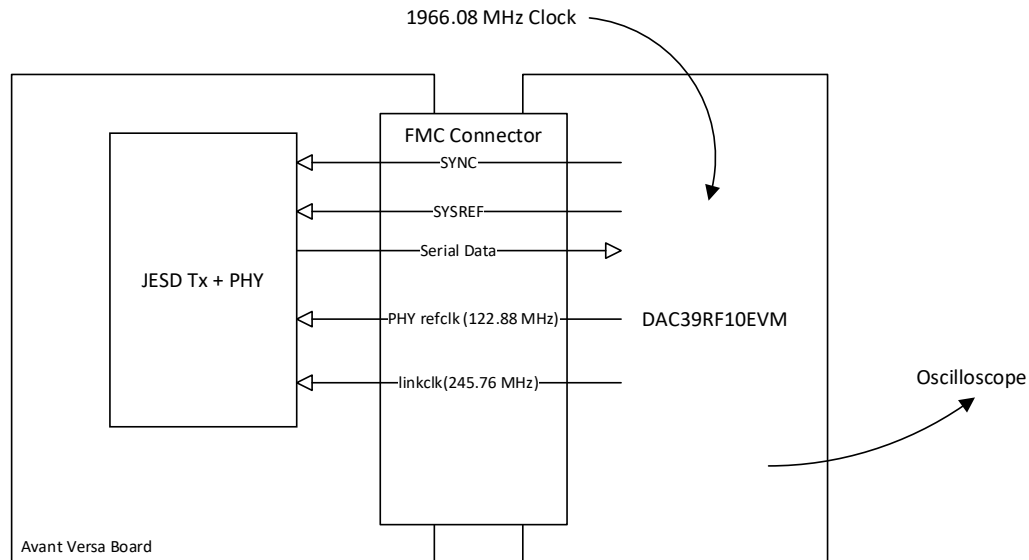 1966.08 MHz Clock
FMC Connector
SYNC
SYSREF
Serial Data
JESD Tx + PHY
PHY refclk (122.88 MHz)
DAC39RF10EVM
linkclk(245.76 MHz)
Oscilloscope
Avant Versa Board